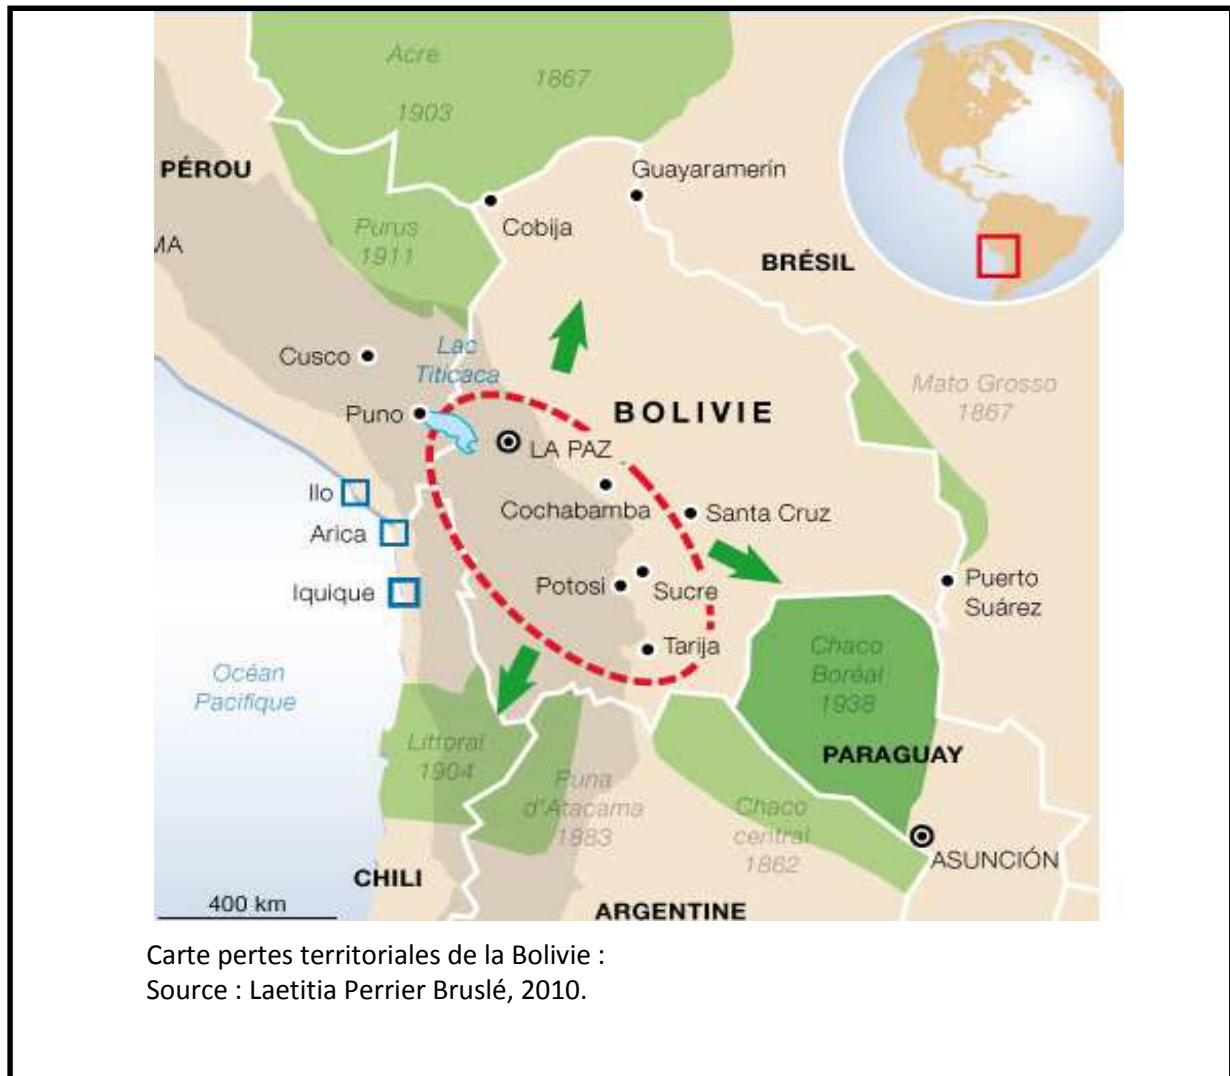 Acre
1867
1903
PÉROU
Guayaramerín
Cobija
Purus
1911
MA
BRÉSIL
Cusco
Lac
Titicaca
Mato Grosso
1867
Puno
BOLIVIE
LA PAZ
Ilo
Cochabamba
Santa Cruz
Arica
Iquique
Potosi
Sucre
Puerto
Suárez
Tarija
Chaco
Boréal
1938
Océan
Pacifique
Littoral
1904
PARAGUAY
Puna
d'Atacama
1883
Chaco
central
1862
ASUNCIÓN
CHILI
400 km
ARGENTINE
Carte pertes territoriales de la Bolivie :
Source : Laetitia Perrier Bruslé, 2010.